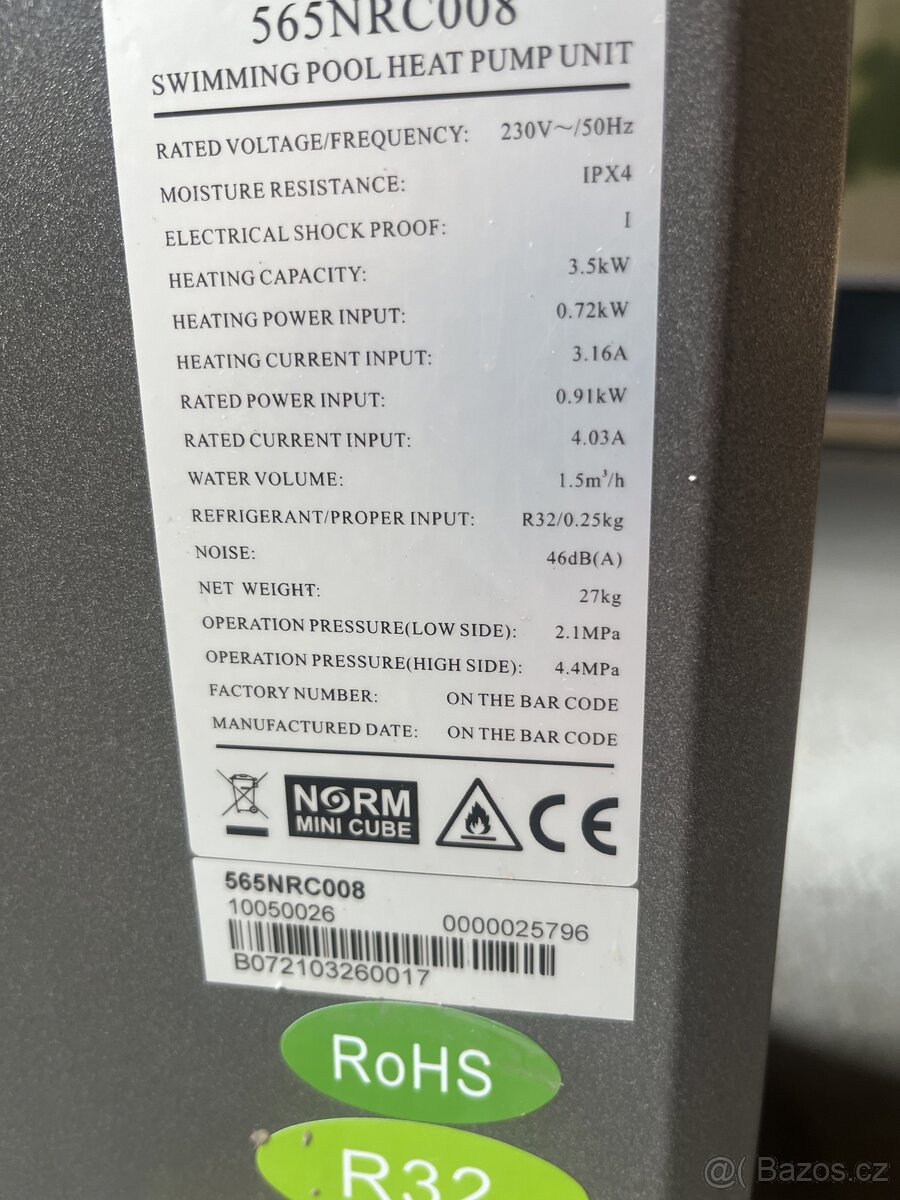 565NRC008
SWIMMING POOL HEAT PUMP UNIT
RATED VOLTAGE/FREQUENCY: 230V～/50Hz
MOISTURE RESISTANCE: IPX4
ELECTRICAL SHOCK PROOF: I
HEATING CAPACITY: 3.5kW
HEATING POWER INPUT: 0.72kW
HEATING CURRENT INPUT: 3.16A
RATED POWER INPUT: 0.91kW
RATED CURRENT INPUT: 4.03A
WATER VOLUME: 1.5m³/h
REFRIGERANT/PROPER INPUT: R32/0.25kg
NOISE: 46dB(A)
NET WEIGHT: 27kg
OPERATION PRESSURE(LOW SIDE): 2.1MPa
OPERATION PRESSURE(HIGH SIDE): 4.4MPa
FACTORY NUMBER: ON THE BAR CODE
MANUFACTURED DATE: ON THE BAR CODE
NORM
MINI CUBE
CE
565NRC008
10050026 0000025796
B072103260017
RoHS
R32
@( Bazos.cz